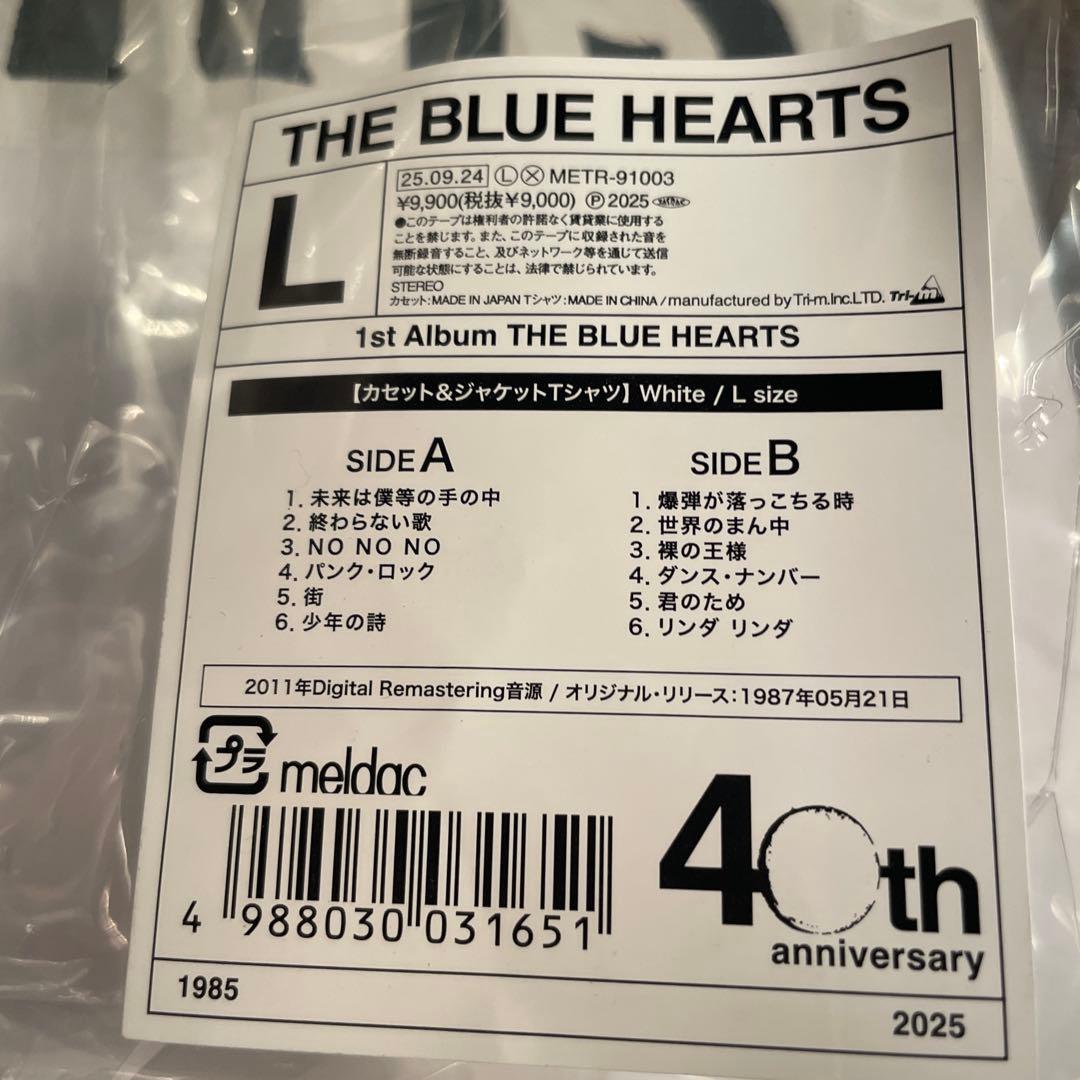 THE BLUE HEARTS
L
25.09.24 Ⓛ Ⓧ METR-91003
¥9,900(税抜¥9,000) Ⓟ 2025 meldac
●このテープは権利者の許諾なく賃貸業に使用する
ことを禁じます。また、このテープに収録された音を
無断録音すること、及びネットワーク等を通じて送信
可能な状態にすることは、法律で禁じられています。
STEREO
カセット:MADE IN JAPAN Tシャツ:MADE IN CHINA / manufactured by Tri-m.Inc.LTD. Tri-m
1st Album THE BLUE HEARTS
【カセット&ジャケットTシャツ】 White / L size
SIDE A
1. 未来は僕等の手の中
2. 終わらない歌
3. NO NO NO
4. パンク・ロック
5. 街
6. 少年の詩
SIDE B
1. 爆弾が落っこちる時
2. 世界のまん中
3. 裸の王様
4. ダンス・ナンバー
5. 君のため
6. リンダ リンダ
2011年Digital Remastering音源 / オリジナル・リリース:1987年05月21日
プラ meldac
4 988030 031651
40th
anniversary
1985
2025